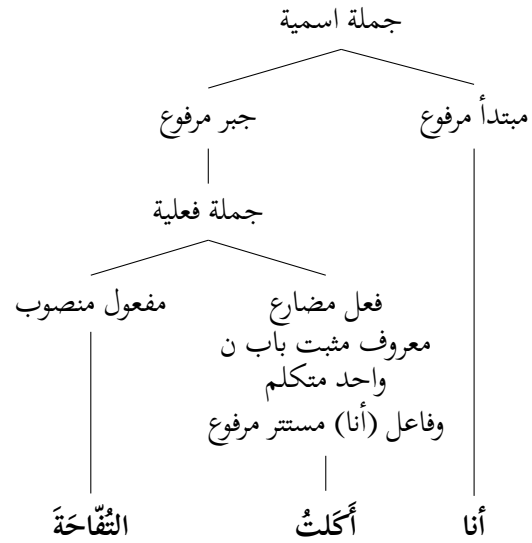 جملة اسمية
مبتدأ مرفوع
جبر مرفوع
جملة فعلية
فعل مضارع
معروف مثبت باب ن
واحد متكلم
وفاعل (أنا) مستتر مرفوع
مفعول منصوب
أنا
أَكَلتُ
التُفّاحَةَ